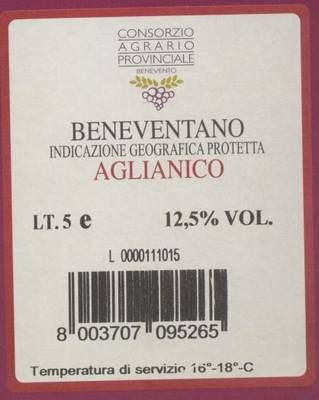 CONSORZIO
AGRARIO
PROVINCIALE
BENEVENTO
BENEVENTANO
INDICAZIONE GEOGRAFICA PROTETTA
AGLIANICO
LT. 5 e 12,5% VOL.
L 0000111015
8 003707 095265
Temperatura di servizio 16°-18°-C